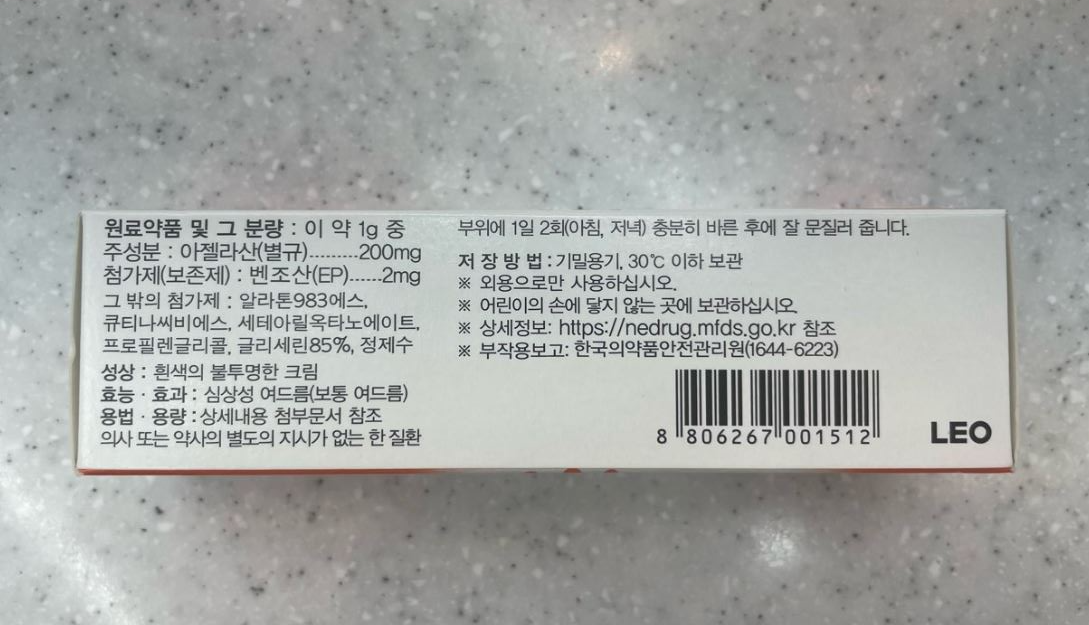 원료약품 및 그 분량 : 이 약 1g 중
주성분 : 아젤라산(별규).........200mg
첨가제(보존제) : 벤조산(EP)......2mg
그 밖의 첨가제 : 알라톤983에스,
큐티나씨비에스, 세테아릴옥타노에이트,
프로필렌글리콜, 글리세린85%, 정제수
성상 : 흰색의 불투명한 크림
효능 · 효과 : 심상성 여드름(보통 여드름)
용법 · 용량 : 상세내용 첨부문서 참조
의사 또는 약사의 별도의 지시가 없는 한 질환
부위에 1일 2회(아침, 저녁) 충분히 바른 후에 잘 문질러 줍니다.
저 장 방 법 : 기밀용기, 30℃ 이하 보관
※ 외용으로만 사용하십시오.
※ 어린이의 손에 닿지 않는 곳에 보관하십시오.
※ 상세정보: https://nedrug.mfds.go.kr 참조
※ 부작용보고: 한국의약품안전관리원(1644-6223)
8 806267 001512
LEO